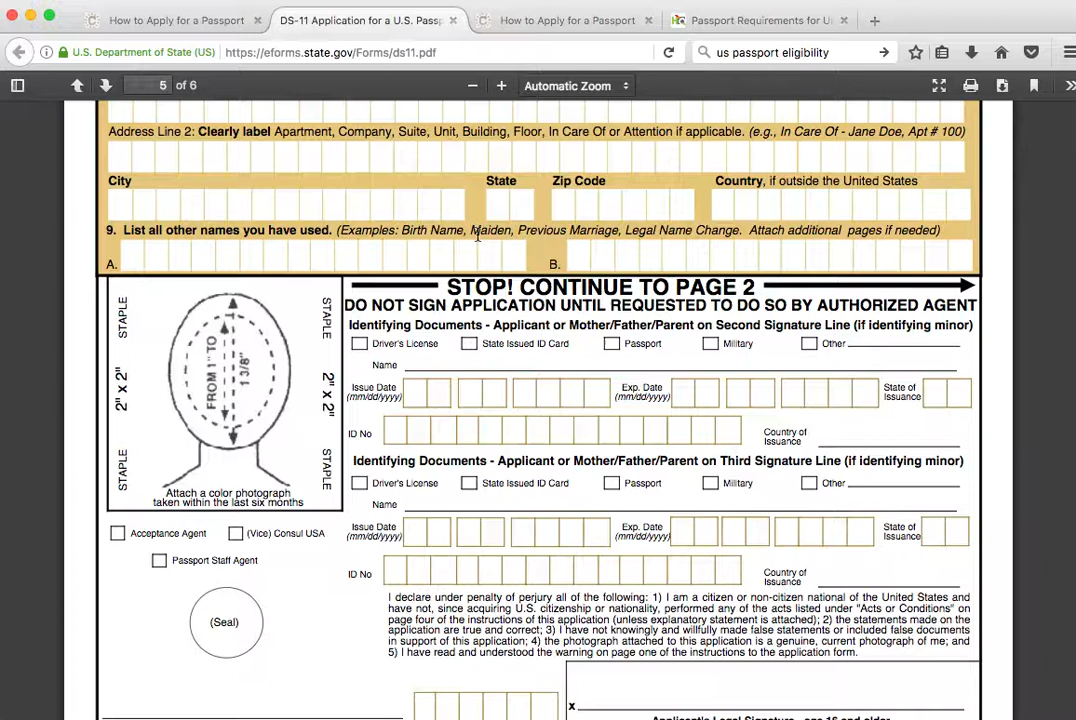 How to Apply for a Passport
DS-11 Application for a U.S. Pass
How to Apply for a Passport
Passport Requirements for U
U.S. Department of State (US)
https://eforms.state.gov/Forms/ds11.pdf
us passport eligibility
5 of 6
Automatic Zoom
Address Line 2: Clearly label Apartment, Company, Suite, Unit, Building, Floor, In Care Of or Attention if applicable. (e.g., In Care Of - Jane Doe, Apt # 100)
City State Zip Code Country, if outside the United States
9. List all other names you have used. (Examples: Birth Name, Maiden, Previous Marriage, Legal Name Change. Attach additional pages if needed)
A. B.
STOP! CONTINUE TO PAGE 2
DO NOT SIGN APPLICATION UNTIL REQUESTED TO DO SO BY AUTHORIZED AGENT
STAPLE STAPLE
2" x 2" 2" x 2"
FROM 1" TO
1 3/8"
STAPLE STAPLE
Attach a color photograph
taken within the last six months
Identifying Documents - Applicant or Mother/Father/Parent on Second Signature Line (if identifying minor)
Driver's License State Issued ID Card Passport Military Other
Name
Issue Date (mm/dd/yyyy) Exp. Date (mm/dd/yyyy) State of Issuance
ID No Country of Issuance
Identifying Documents - Applicant or Mother/Father/Parent on Third Signature Line (if identifying minor)
Driver's License State Issued ID Card Passport Military Other
Name
Issue Date (mm/dd/yyyy) Exp. Date (mm/dd/yyyy) State of Issuance
ID No Country of Issuance
Acceptance Agent (Vice) Consul USA
Passport Staff Agent
(Seal)
I declare under penalty of perjury all of the following: 1) I am a citizen or non-citizen national of the United States and
have not, since acquiring U.S. citizenship or nationality, performed any of the acts listed under "Acts or Conditions" on
page four of the instructions of this application (unless explanatory statement is attached); 2) the statements made on the
application are true and correct; 3) I have not knowingly and willfully made false statements or included false documents
in support of this application; 4) the photograph attached to this application is a genuine, current photograph of me; and
5) I have read and understood the warning on page one of the instructions to the application form.
x
Applicant's Legal Signature - age 16 and older